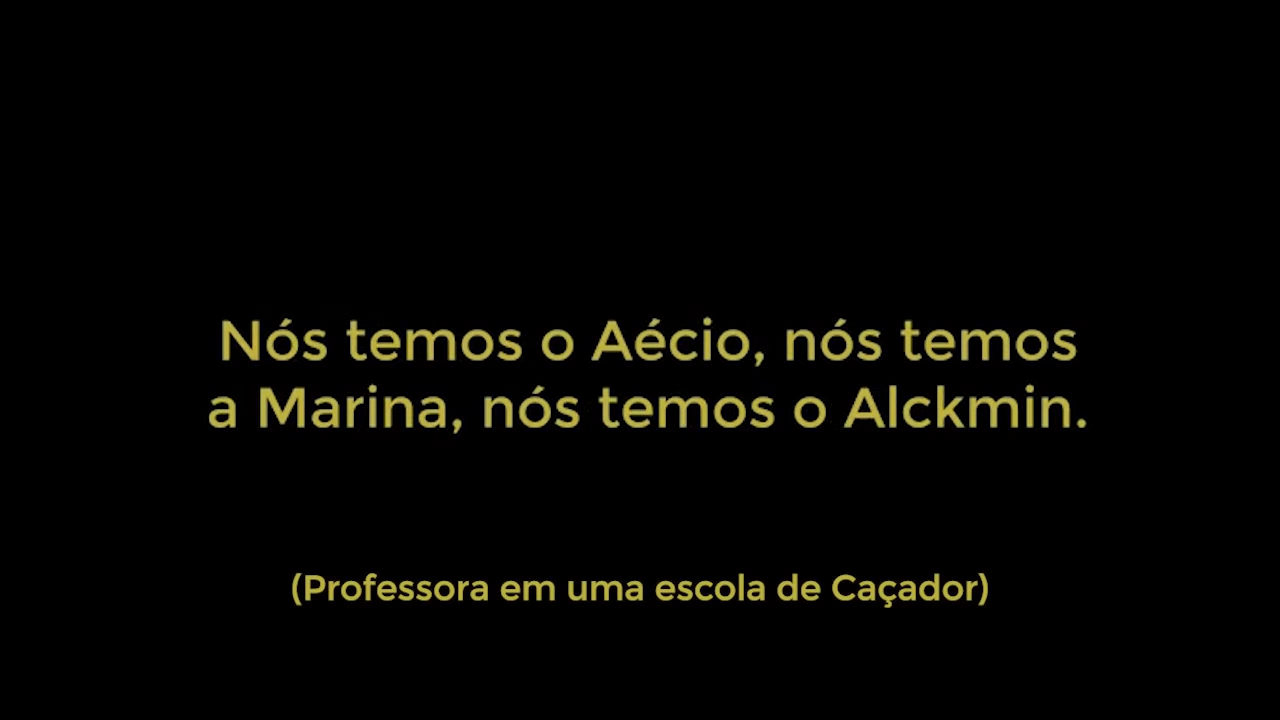 Nós temos o Aécio, nós temos
a Marina, nós temos o Alckmin.
(Professora em uma escola de Caçador)